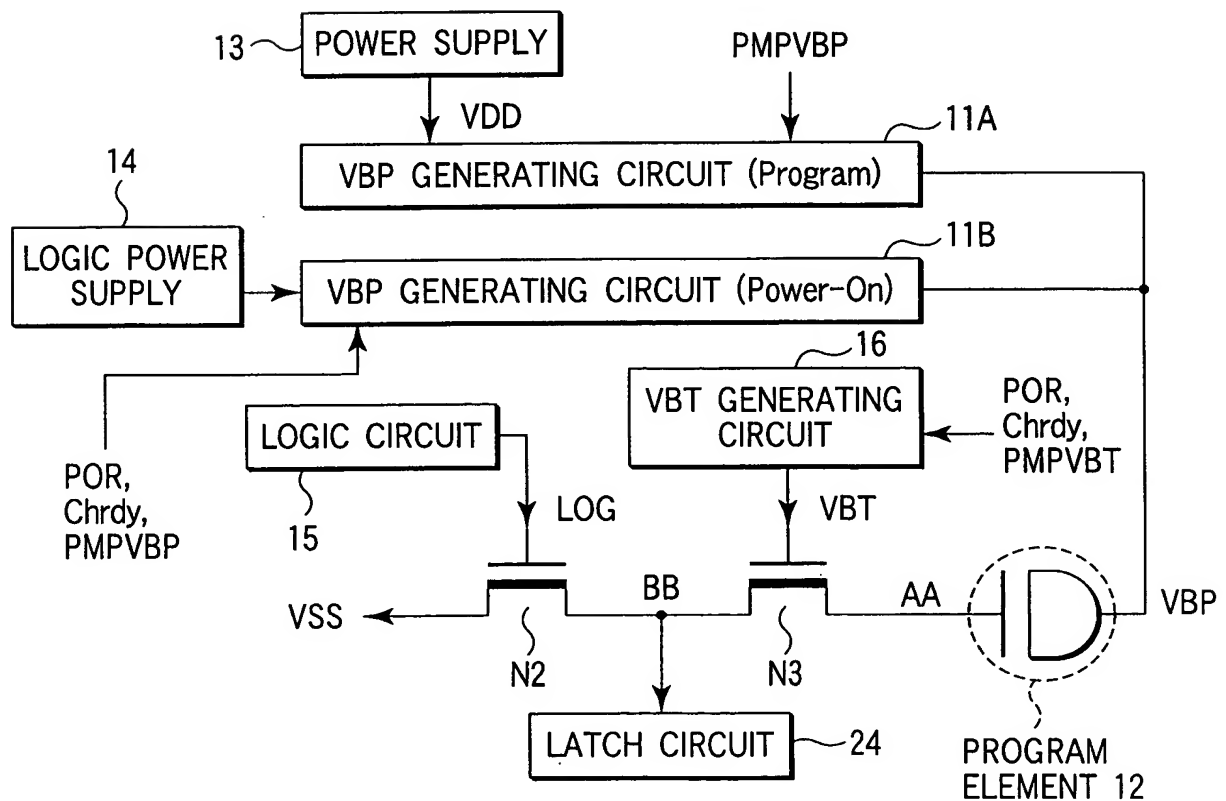 13
POWER SUPPLY
PMPVBP
VDD
11A
VBP GENERATING CIRCUIT (Program)
14
11B
LOGIC POWER
SUPPLY
VBP GENERATING CIRCUIT (Power-On)
16
VBT GENERATING
CIRCUIT
POR,
Chrdy,
PMPVBT
LOGIC CIRCUIT
POR,
Chrdy,
PMPVBP
15
LOG
VBT
VSS
BB
AA
VBP
N2
N3
LATCH CIRCUIT
24
PROGRAM
ELEMENT 12